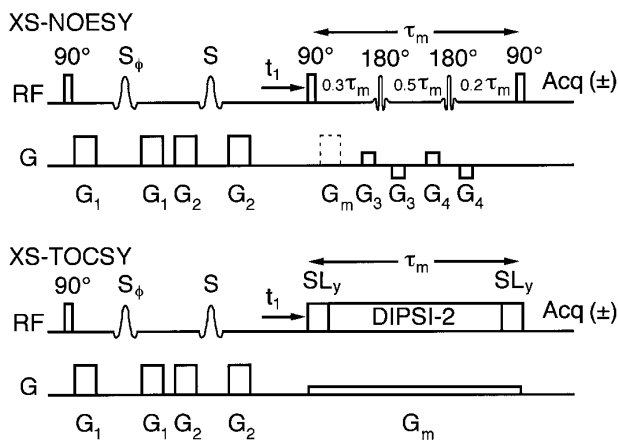 XS-NOESY
τm
90° Sϕ S t1 90° 180° 180° 90°
RF 0.3τm 0.5τm 0.2τm Acq (±)
G
G1 G1 G2 G2 Gm G3 G3 G4 G4
XS-TOCSY
τm
90° Sϕ S t1 SLy SLy
RF DIPSI-2 Acq (±)
G
G1 G1 G2 G2 Gm